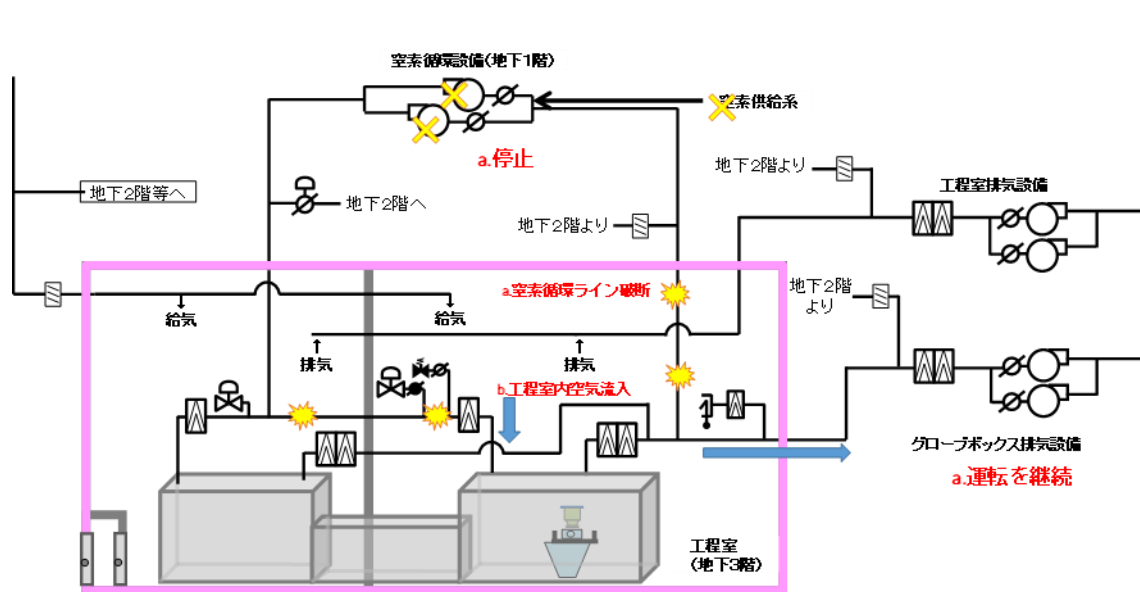 窒素循環設備(地下1階)
窒素供給系
a.停止
地下2階より
工程室排気設備
地下2階等へ
地下2階へ
地下2階より
a.窒素循環ライン破断
地下2階
より
給気
給気
排気
排気
b.工程室内空気流入
グローブボックス排気設備
a.運転を継続
工程室
(地下3階)